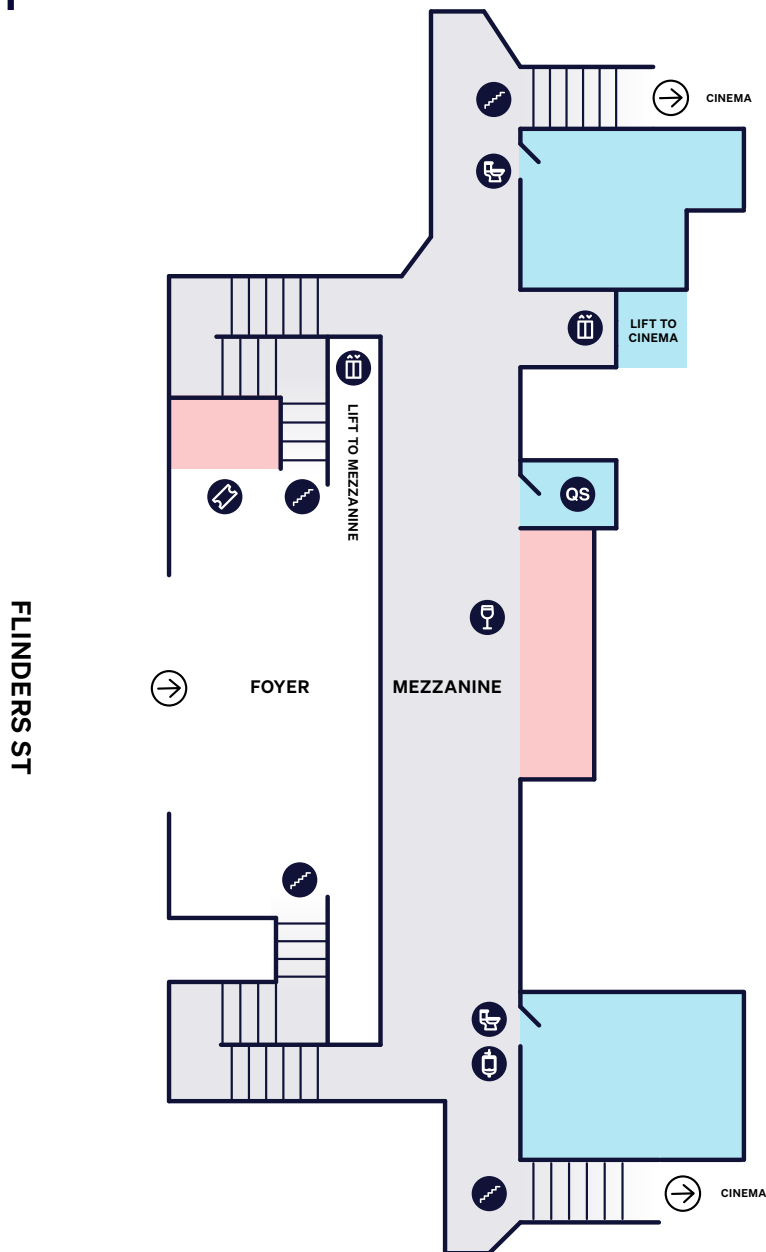 CINEMA
LIFT TO
CINEMA
LIFT TO MEZZANINE
QS
FLINDERS ST
FOYER
MEZZANINE
CINEMA